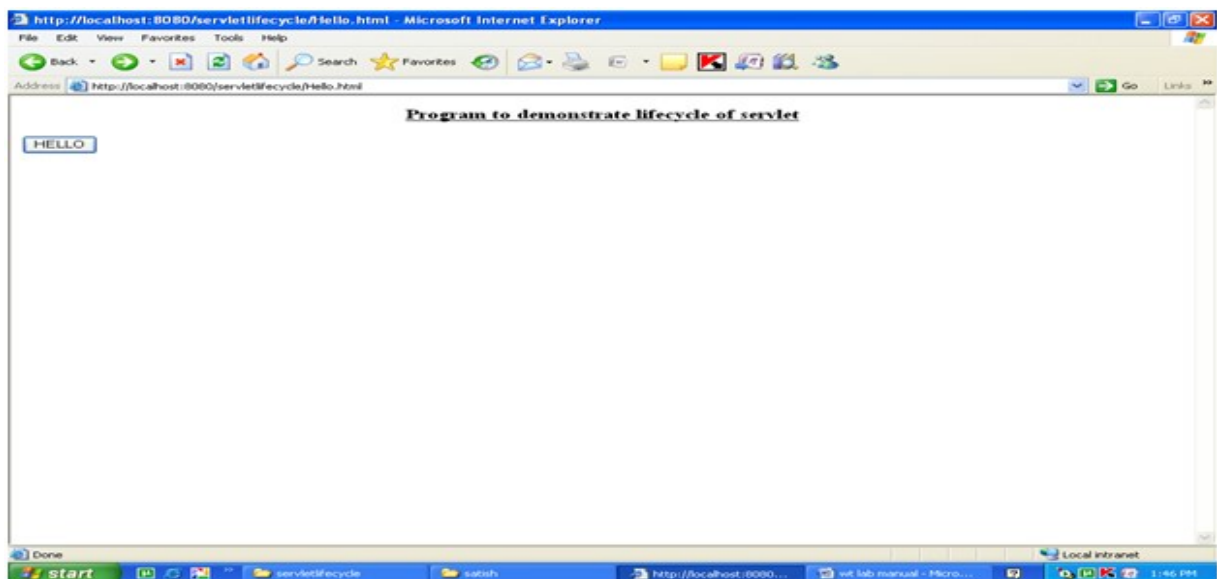 http://localhost:8080/servletlifecycle/Hello.html - Microsoft Internet Explorer
File Edit View Favorites Tools Help
Back Search Favorites
Address http://localhost:8080/servletlifecycle/Hello.html Go Links »
Program to demonstrate lifecycle of servlet
HELLO
Done Local intranet
start servletlifecycle satish http://localhost:8080... wt lab manual - Micro... 1:46 PM